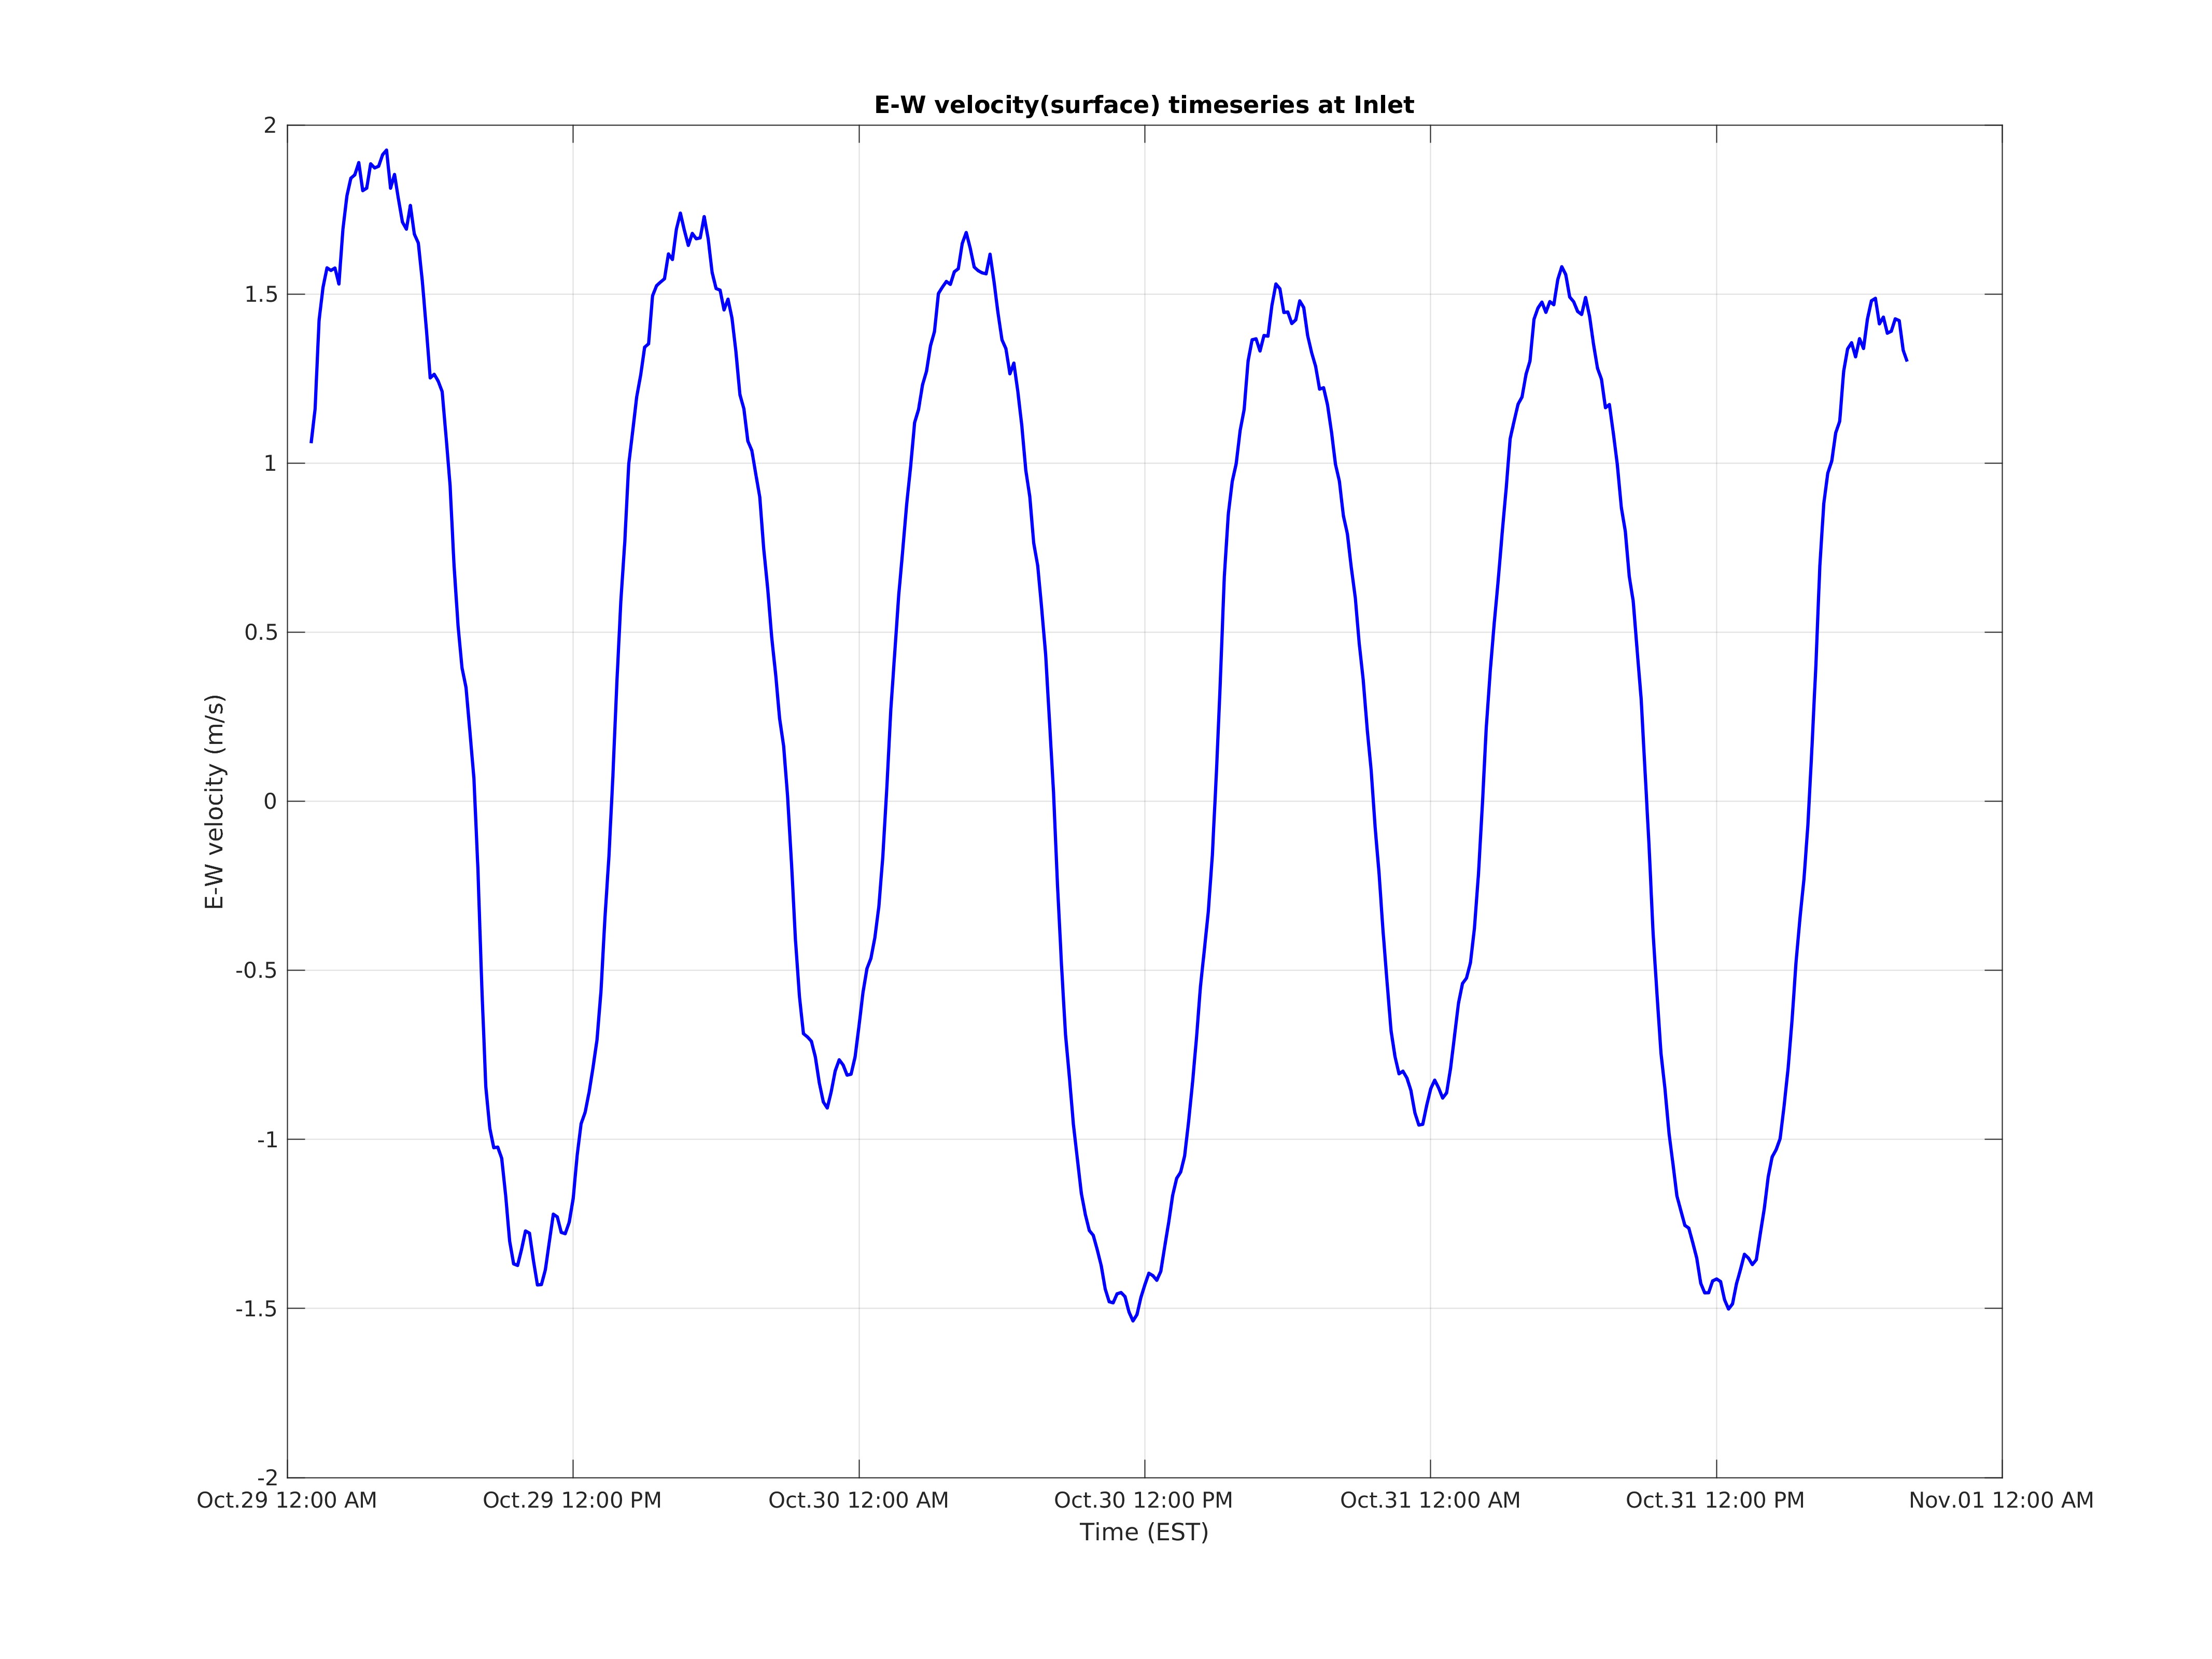 E-W velocity(surface) timeseries at Inlet
2
1.5
1
0.5
0
-0.5
-1
-1.5
-2
E-W velocity (m/s)
Oct.29 12:00 AM Oct.29 12:00 PM Oct.30 12:00 AM Oct.30 12:00 PM Oct.31 12:00 AM Oct.31 12:00 PM Nov.01 12:00 AM
Time (EST)